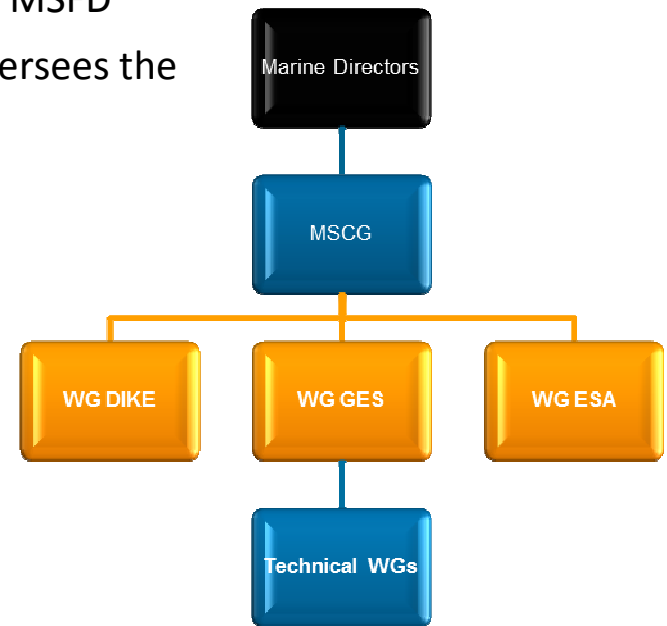 MSFD
ersees the
Marine Directors
MSCG
WG DIKE
WG GES
WG ESA
Technical WGs